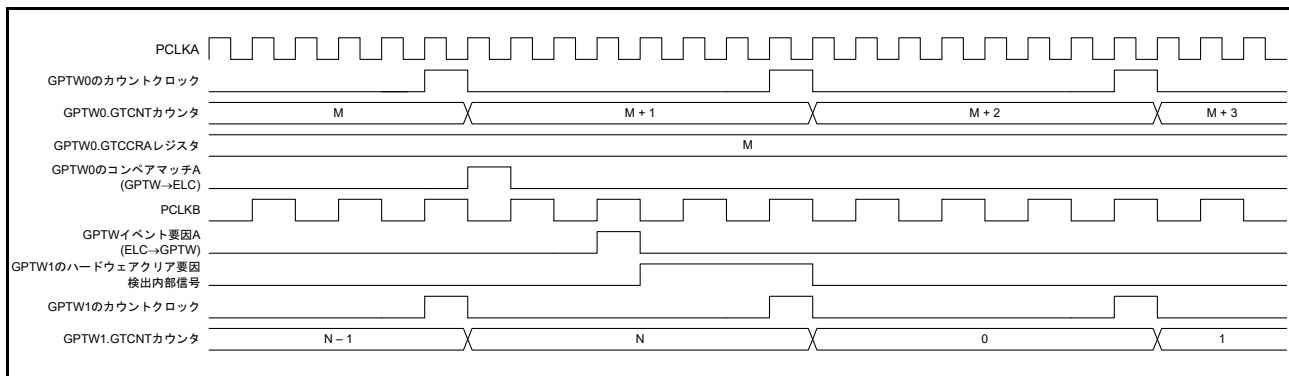 PCLKA
GPTW0のカウントクロック
GPTW0.GTCNTカウンタ M M + 1 M + 2 M + 3
GPTW0.GTCCRAレジスタ M
GPTW0のコンペアマッチA
(GPTW→ELC)
PCLKB
GPTWイベント要因A
(ELC→GPTW)
GPTW1のハードウェアクリア要因
検出内部信号
GPTW1のカウントクロック
GPTW1.GTCNTカウンタ N – 1 N 0 1